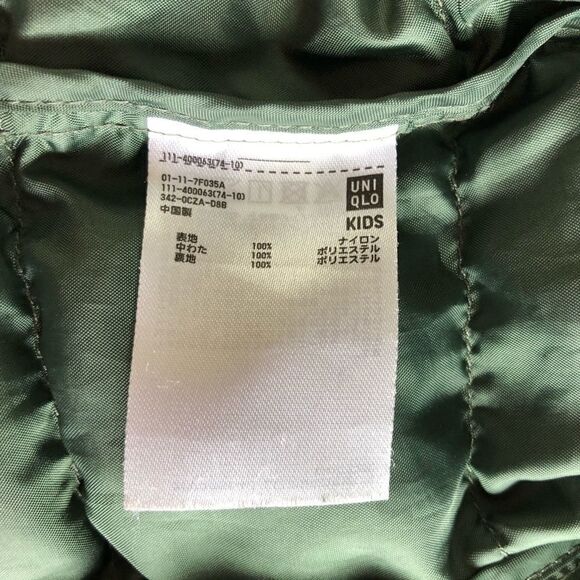 111-400063(74-10)
01-11-7F035A
111-400063(74-10)
342-0CZA-D8B
中国製
UNI
QLO
KIDS
表地 100% ナイロン
中わた 100% ポリエステル
裏地 100% ポリエステル